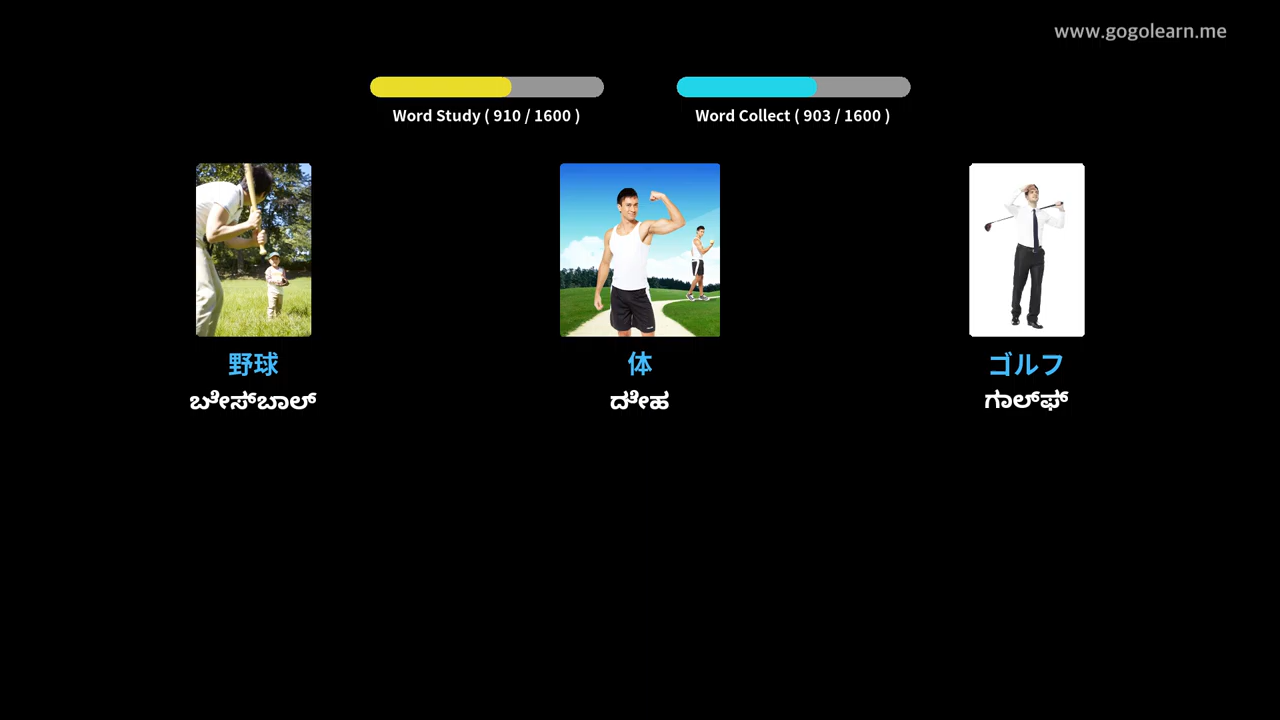 www.gogolearn.me
Word Study ( 910 / 1600 )
Word Collect ( 903 / 1600 )
野球
体
ゴルフ
ಬೇಸ್‌ಬಾಲ್
ದೇಹ
ಗಾಲ್ಫ್